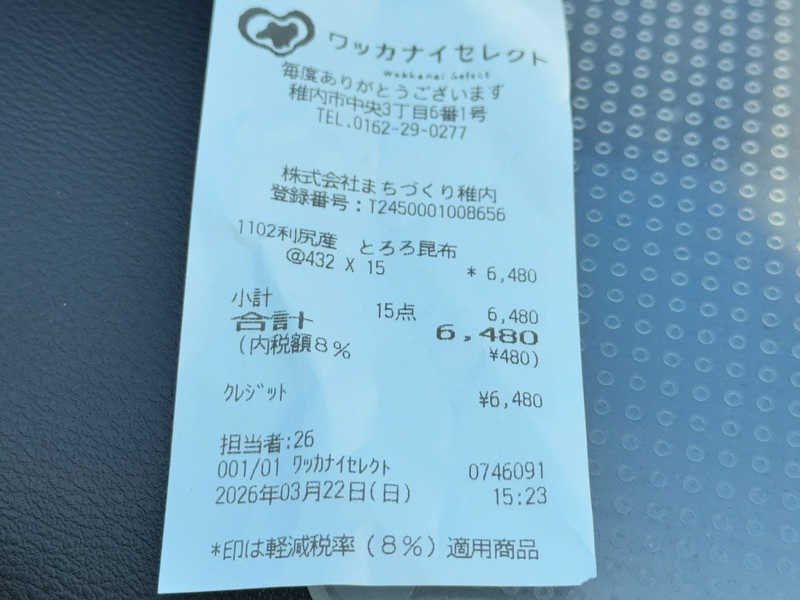 ワッカナイセレクト
Wakkanai Select
毎度ありがとうございます
稚内市中央3丁目6番1号
TEL.0162-29-0277
株式会社まちづくり稚内
登録番号:T2450001008656
1102利尻産 とろろ昆布
@432 X 15 * 6,480
小計 15点 6,480
合計 6,480
(内税額8% ¥480)
クレジット ¥6,480
担当者:26
001/01 ワッカナイセレクト 0746091
2026年03月22日(日) 15:23
*印は軽減税率(8%)適用商品